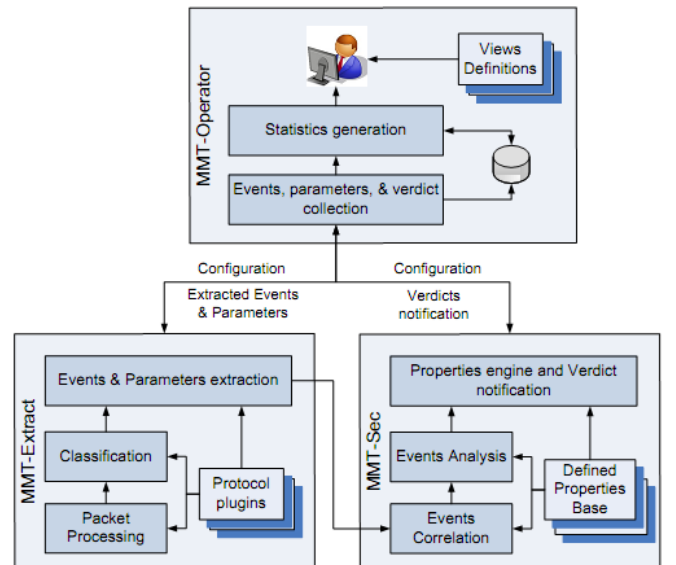 MMT-Operator
Views
Definitions
Statistics generation
Events, parameters, & verdict
collection
Configuration
Extracted Events
& Parameters
Configuration
Verdicts
notification
MMT-Extract
Events & Parameters extraction
Classification
Protocol
plugins
Packet
Processing
MMT-Sec
Properties engine and Verdict
notification
Events Analysis
Defined
Properties
Base
Events
Correlation